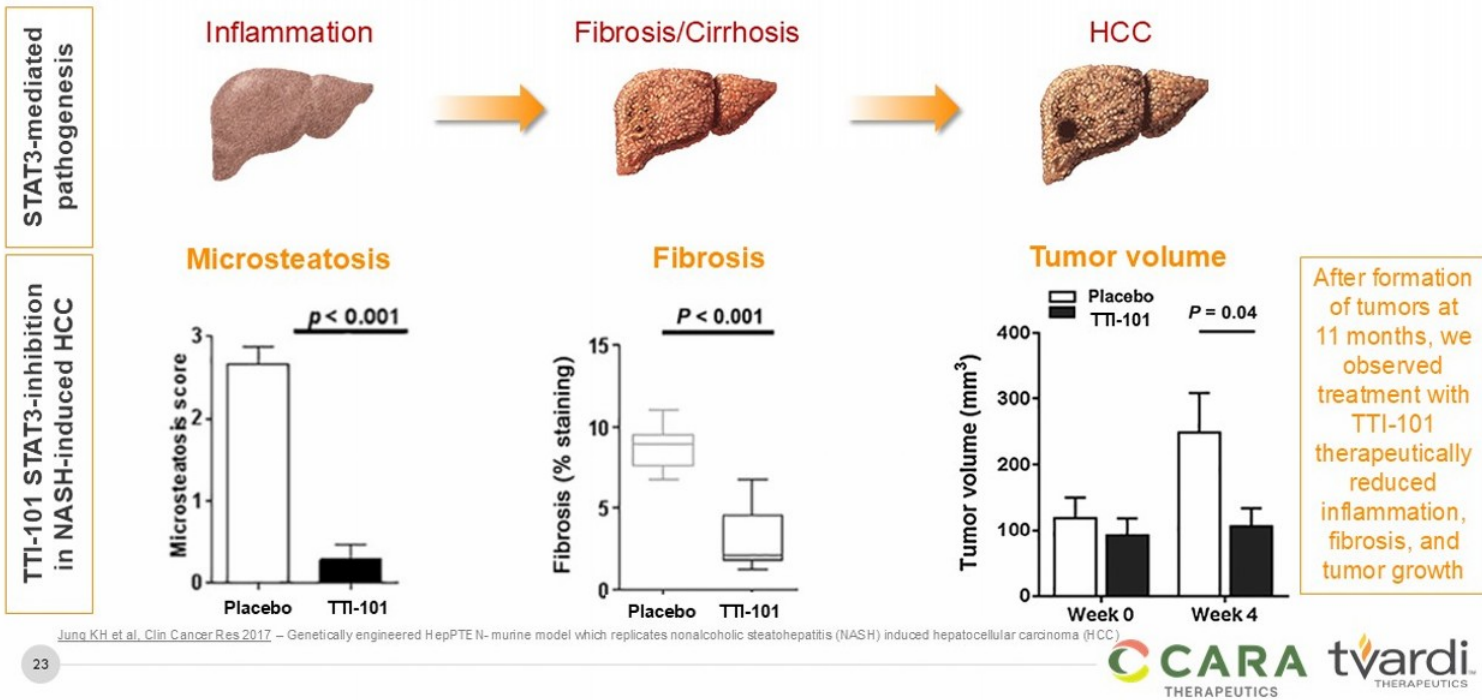 STAT3-mediated
pathogenesis
Inflammation
Fibrosis/Cirrhosis
HCC
TTI-101 STAT3-inhibition
in NASH-induced HCC
Microsteatosis
p < 0.001
Microsteatosis score
3
2
1
0
Placebo
TTI-101
Fibrosis
P < 0.001
Fibrosis (% staining)
15
10
5
0
Placebo
TTI-101
Tumor volume
Placebo
TTI-101
P = 0.04
Tumor volume (mm³)
400
300
200
100
0
Week 0
Week 4
After formation
of tumors at
11 months, we
observed
treatment with
TTI-101
therapeutically
reduced
inflammation,
fibrosis, and
tumor growth
Jung KH et al, Clin Cancer Res 2017 – Genetically engineered HepPTEN- murine model which replicates nonalcoholic steatohepatitis (NASH) induced hepatocellular carcinoma (HCC)
23
CARA
THERAPEUTICS
tvardi
THERAPEUTICS